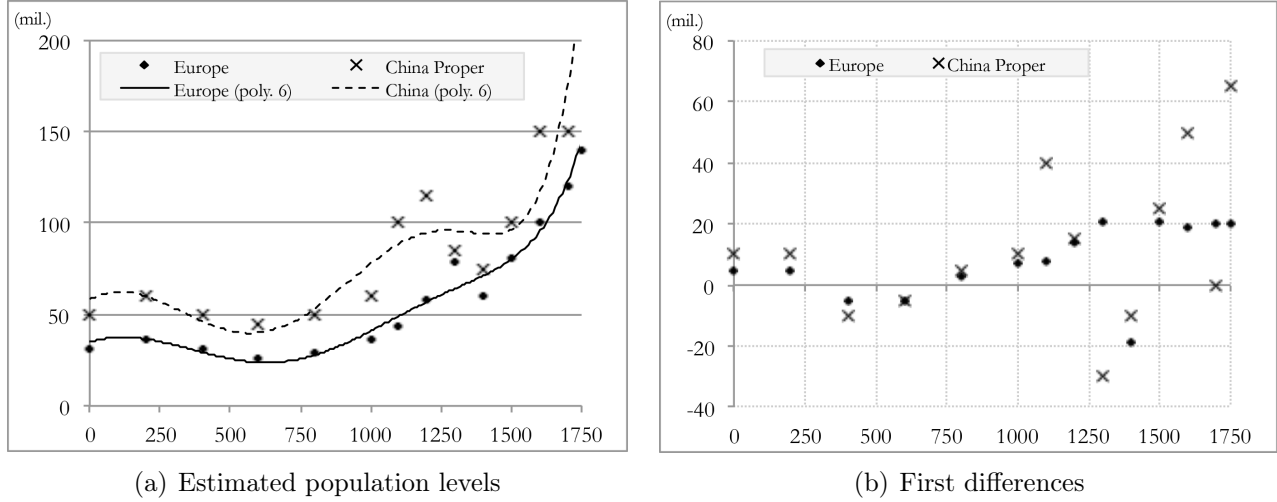 (mil.)
200
150
100
50
0
Europe
China Proper
Europe (poly. 6)
China (poly. 6)
0 250 500 750 1000 1250 1500 1750
(a) Estimated population levels
(mil.)
80
60
40
20
0
-20
-40
Europe
China Proper
0 250 500 750 1000 1250 1500 1750
(b) First differences